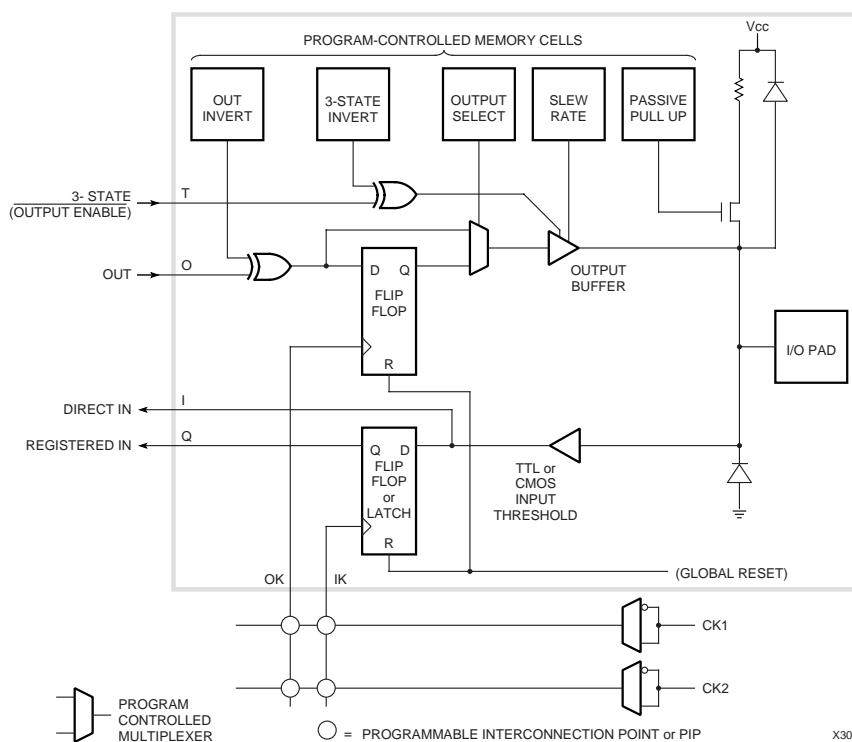 Vcc
PROGRAM-CONTROLLED MEMORY CELLS
OUT
INVERT
3-STATE
INVERT
OUTPUT
SELECT
SLEW
RATE
PASSIVE
PULL UP
3- STATE
(OUTPUT ENABLE)
T
OUT
O
D Q
FLIP
FLOP
R
OUTPUT
BUFFER
I/O PAD
DIRECT IN
I
REGISTERED IN
Q
Q D
FLIP
FLOP
or
LATCH
R
TTL or
CMOS
INPUT
THRESHOLD
OK
IK
(GLOBAL RESET)
CK1
CK2
PROGRAM
CONTROLLED
MULTIPLEXER
= PROGRAMMABLE INTERCONNECTION POINT or PIP
X30